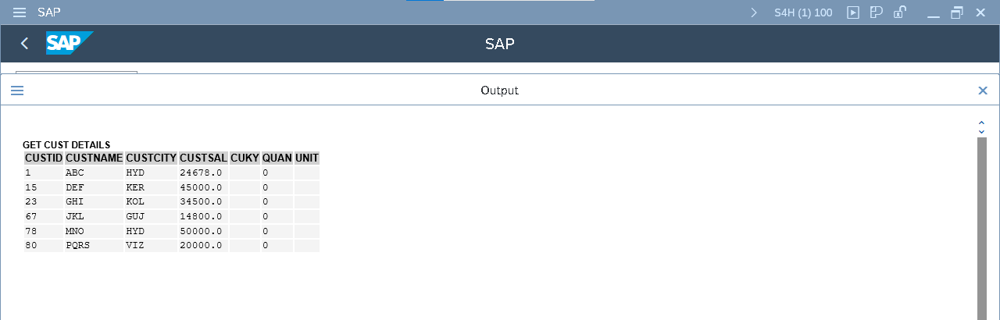 SAP S4H (1) 100
SAP SAP
Output
GET CUST DETAILS
CUSTID CUSTNAME CUSTCITY CUSTSAL CUKY QUAN UNIT
1 ABC HYD 24678.0 0
15 DEF KER 45000.0 0
23 GHI KOL 34500.0 0
67 JKL GUJ 14800.0 0
78 MNO HYD 50000.0 0
80 PQRS VIZ 20000.0 0